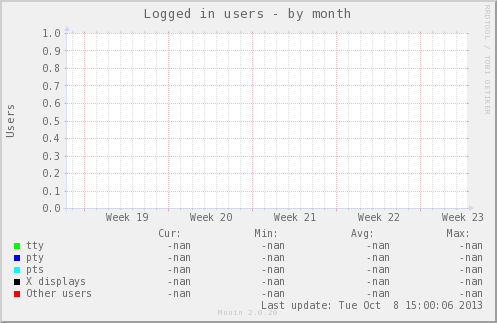 Logged in users - by month
RRDTOOL / TOBI OETIKER
Users
1.0
0.9
0.8
0.7
0.6
0.5
0.4
0.3
0.2
0.1
0.0
Week 19 Week 20 Week 21 Week 22 Week 23
Cur: Min: Avg: Max:
tty -nan -nan -nan -nan
pty -nan -nan -nan -nan
pts -nan -nan -nan -nan
X displays -nan -nan -nan -nan
Other users -nan -nan -nan -nan
Last update: Tue Oct 8 15:00:06 2013
Munin 2.0.20